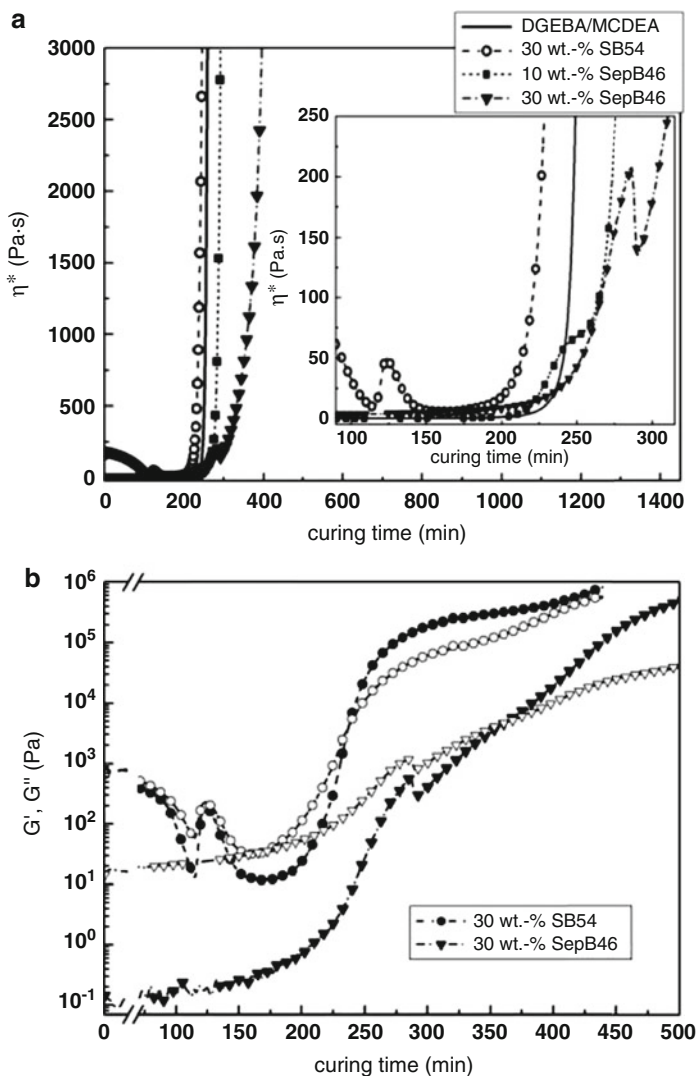 a
DGEBA/MCDEA
30 wt.-% SB54
10 wt.-% SepB46
30 wt.-% SepB46
3000
2500
2000
1500
1000
500
0
η* (Pa·s)
250
200
150
100
50
0
η* (Pa.s)
100 150 200 250 300
curing time (min)
0 200 400 600 800 1000 1200 1400
curing time (min)
b
10^6
10^5
10^4
10^3
10^2
10^1
10^0
10^-1
G', G'' (Pa)
30 wt.-% SB54
30 wt.-% SepB46
0 100 150 200 250 300 350 400 450 500
curing time (min)